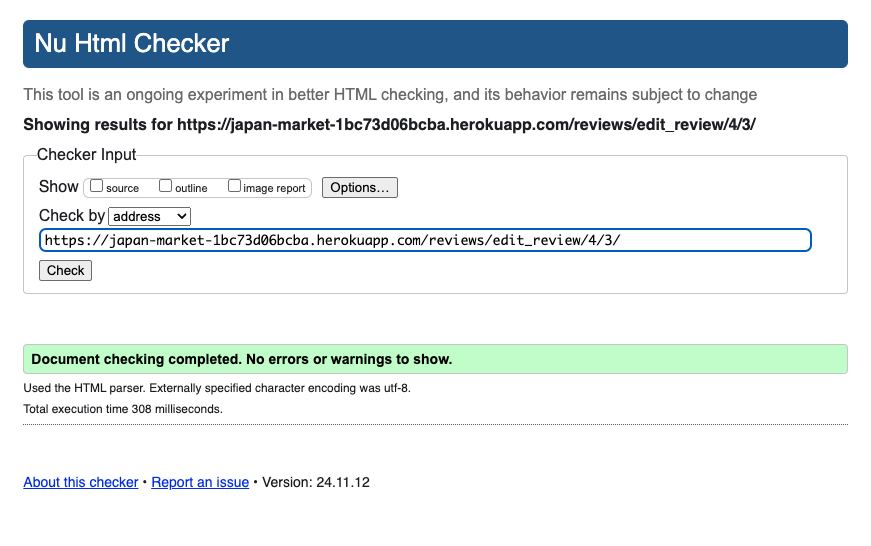 Nu Html Checker
This tool is an ongoing experiment in better HTML checking, and its behavior remains subject to change
Showing results for https://japan-market-1bc73d06bcba.herokuapp.com/reviews/edit_review/4/3/
Checker Input
Show source outline image report Options...
Check by address
https://japan-market-1bc73d06bcba.herokuapp.com/reviews/edit_review/4/3/
Check
Document checking completed. No errors or warnings to show.
Used the HTML parser. Externally specified character encoding was utf-8.
Total execution time 308 milliseconds.
About this checker • Report an issue • Version: 24.11.12